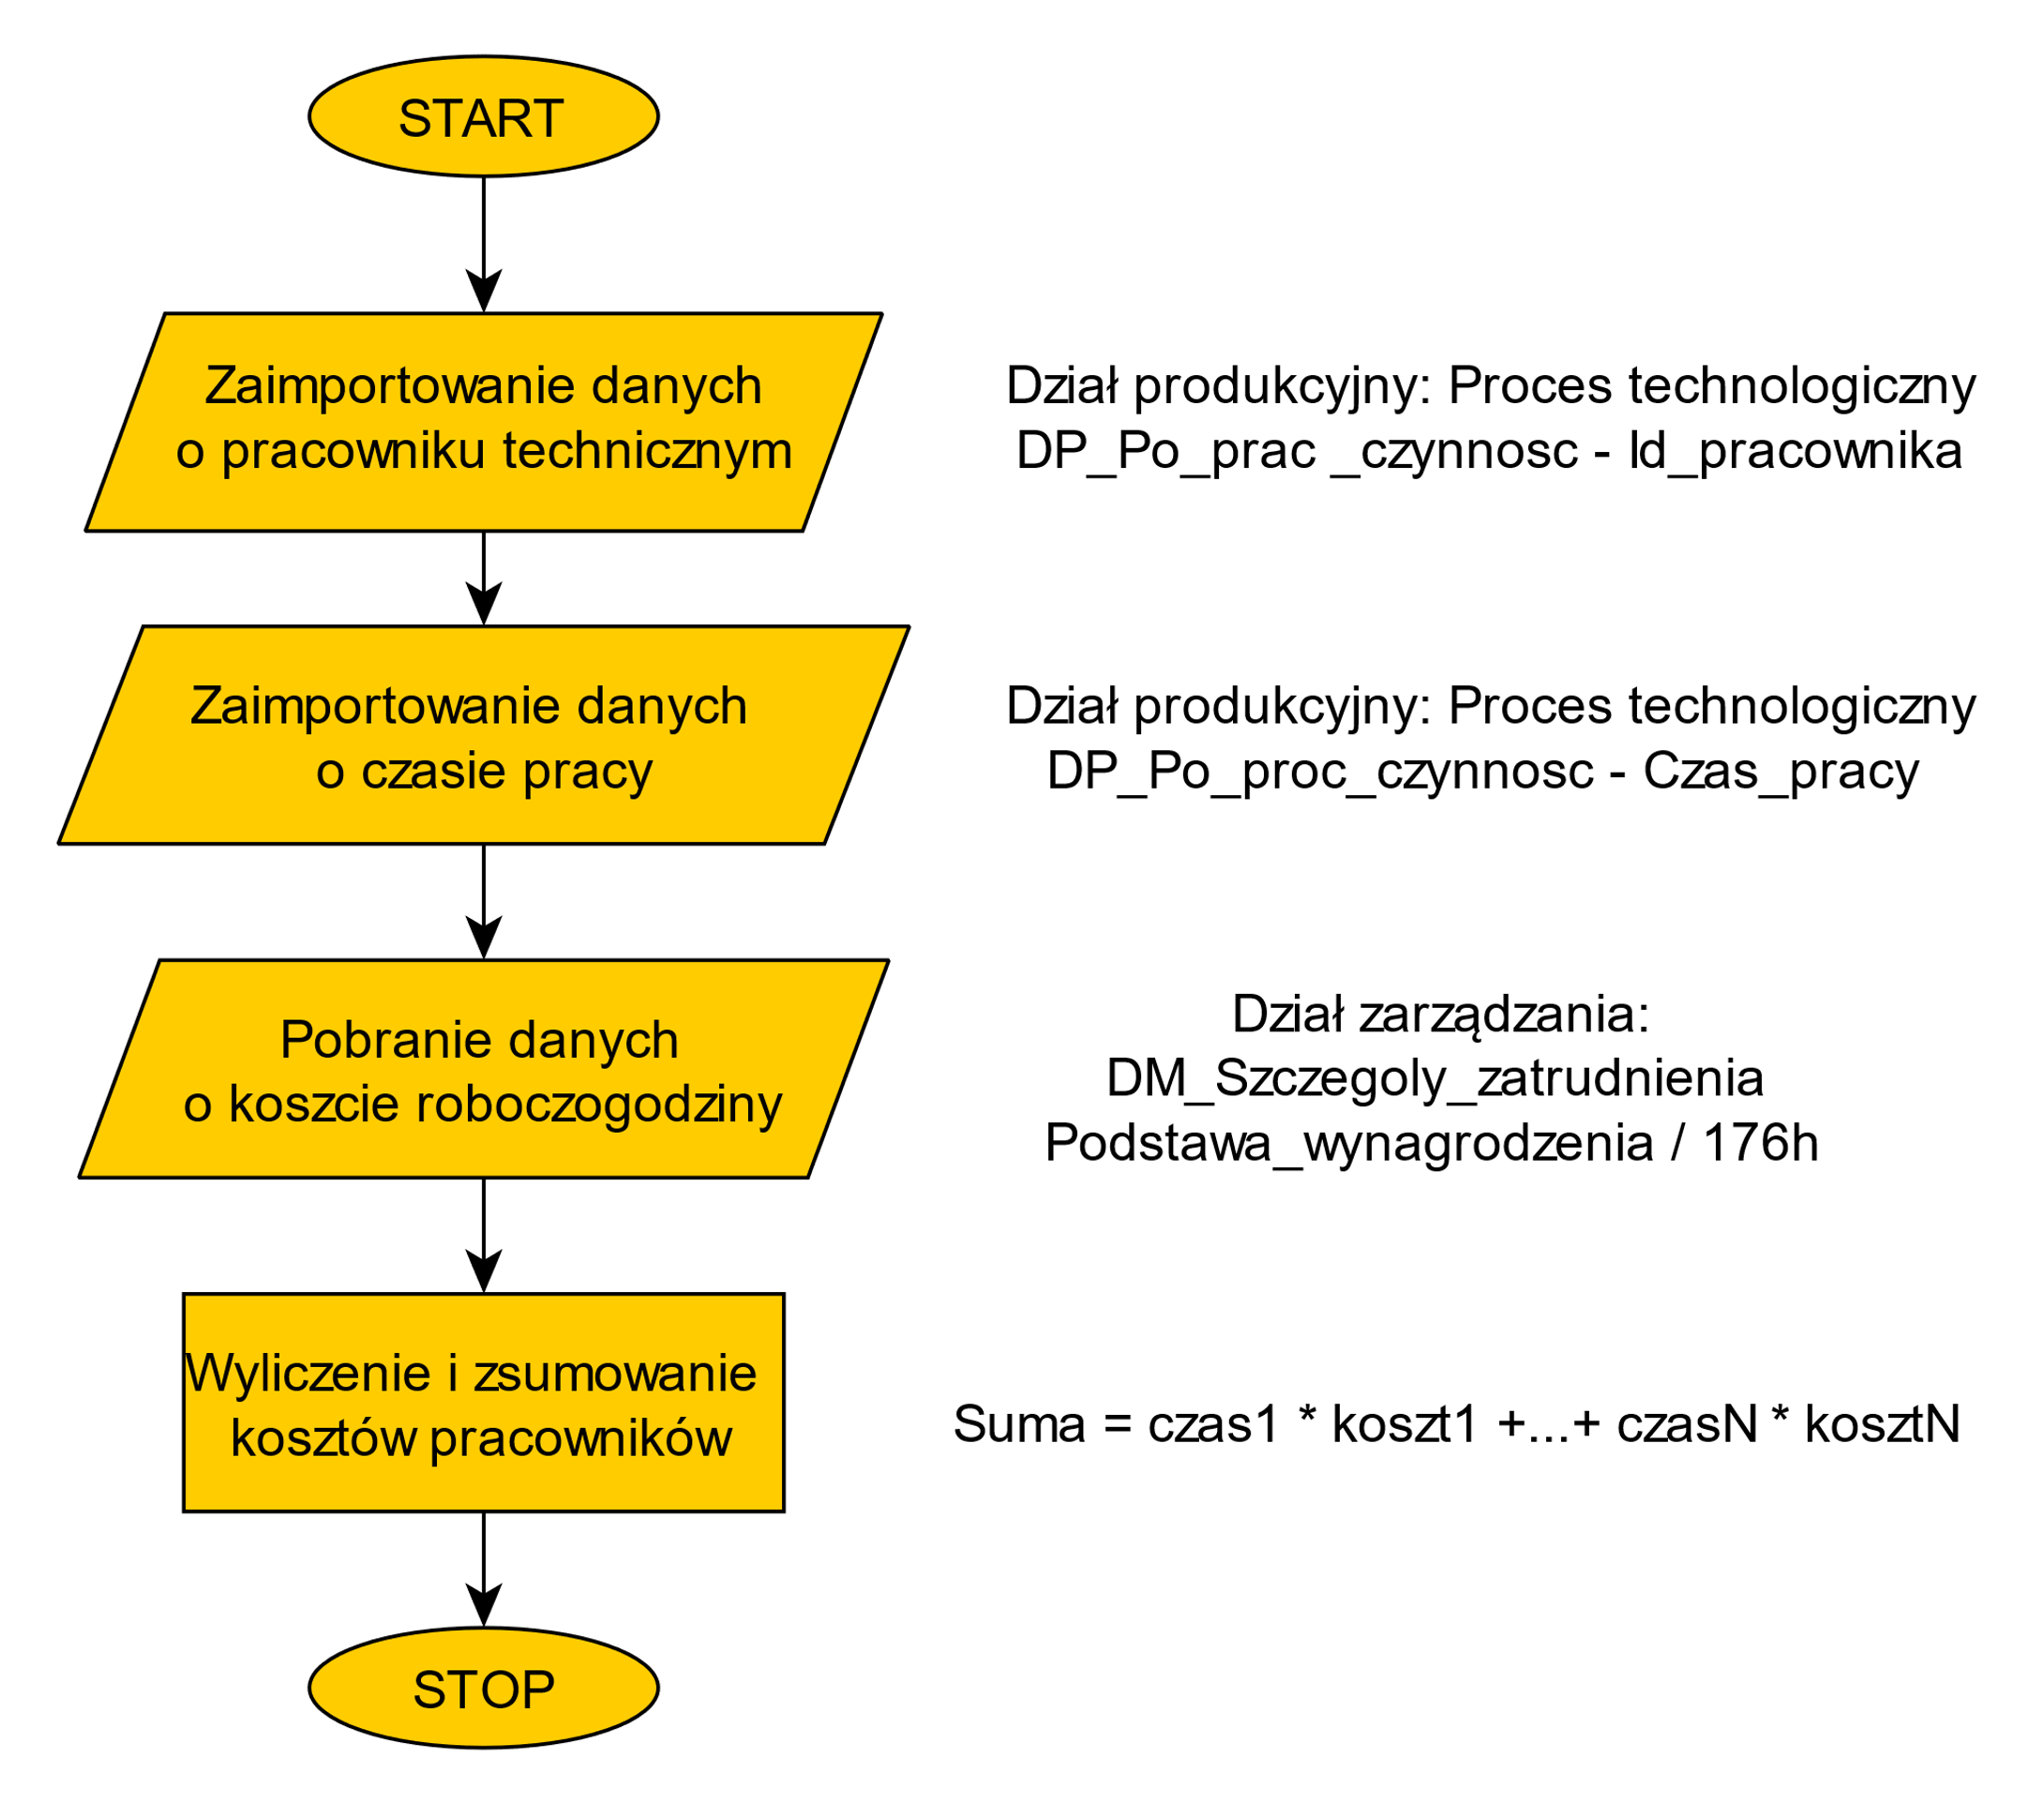 START
Zaimportowanie danych
o pracowniku technicznym
Dział produkcyjny: Proces technologiczny
DP_Po_prac _czynnosc - Id_pracownika
Zaimportowanie danych
o czasie pracy
Dział produkcyjny: Proces technologiczny
DP_Po_proc_czynnosc - Czas_pracy
Pobranie danych
o koszcie roboczogodziny
Dział zarządzania:
DM_Szczegoly_zatrudnienia
Podstawa_wynagrodzenia / 176h
Wyliczenie i zsumowanie
kosztów pracowników
Suma = czas1 * koszt1 +...+ czasN * kosztN
STOP